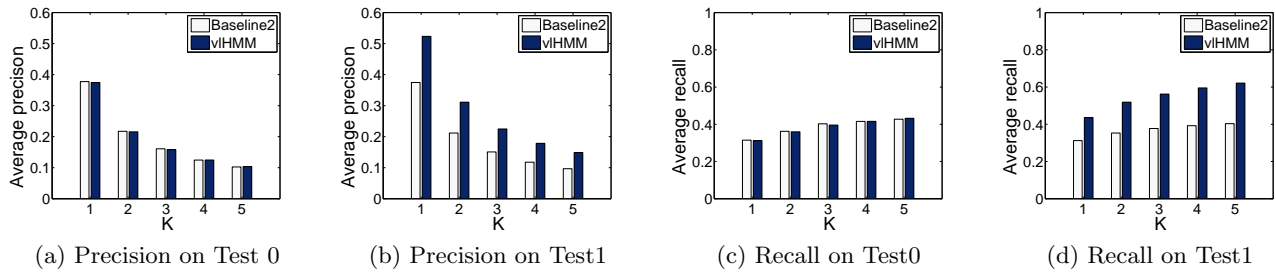 0.6
0.5
0.4
0.3
0.2
0.1
0
Average precision
1 2 3 4 5
K
Baseline2
vlHMM
(a) Precision on Test 0
0.6
0.5
0.4
0.3
0.2
0.1
0
Average precison
1 2 3 4 5
K
Baseline2
vlHMM
(b) Precision on Test1
1
0.8
0.6
0.4
0.2
0
Average recall
1 2 3 4 5
K
Baseline2
vlHMM
(c) Recall on Test0
1
0.8
0.6
0.4
0.2
0
Average recall
1 2 3 4 5
K
Baseline2
vlHMM
(d) Recall on Test1